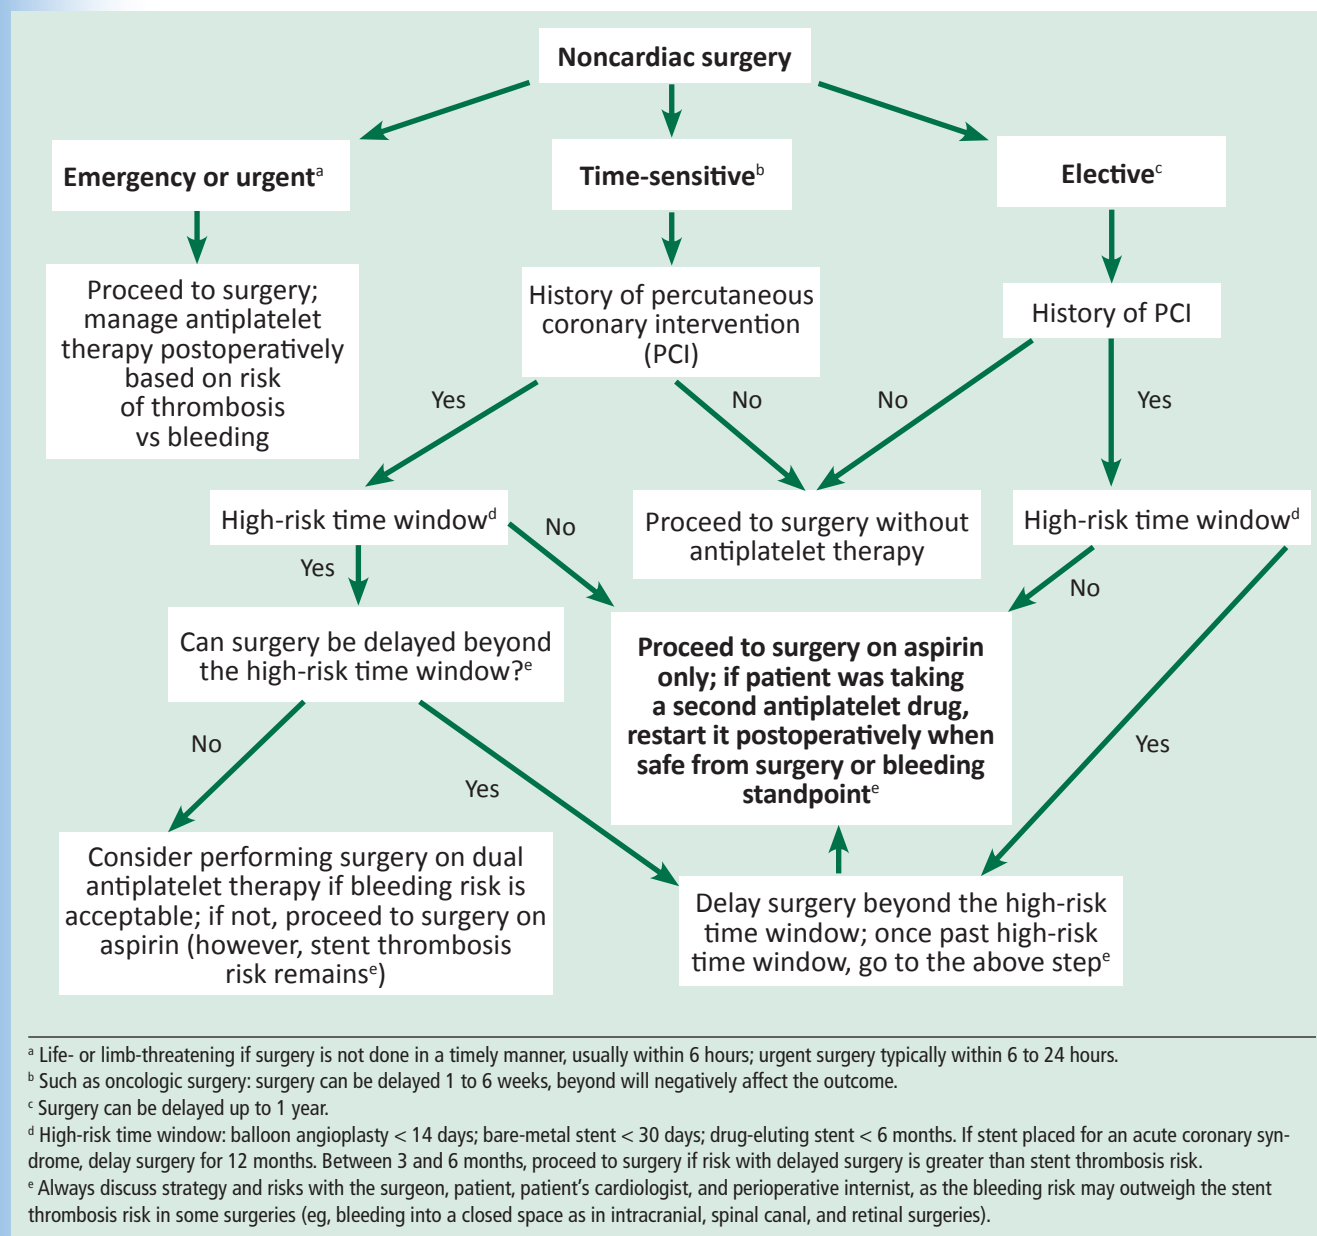 Noncardiac surgery
Emergency or urgentᵃ
Time-sensitiveᵇ
Electiveᶜ
Proceed to surgery;
manage antiplatelet
therapy postoperatively
based on risk
of thrombosis
vs bleeding
History of percutaneous
coronary intervention
(PCI)
History of PCI
Yes
No
No
Yes
High-risk time windowᵈ
No
Proceed to surgery without
antiplatelet therapy
High-risk time windowᵈ
Yes
No
Can surgery be delayed beyond
the high-risk time window?ᵉ
Proceed to surgery on aspirin
only; if patient was taking
a second antiplatelet drug,
restart it postoperatively when
safe from surgery or bleeding
standpointᵉ
No
Yes
Yes
Consider performing surgery on dual
antiplatelet therapy if bleeding risk is
acceptable; if not, proceed to surgery on
aspirin (however, stent thrombosis
risk remainsᵉ)
Delay surgery beyond the high-risk
time window; once past high-risk
time window, go to the above stepᵉ
ᵃ Life- or limb-threatening if surgery is not done in a timely manner, usually within 6 hours; urgent surgery typically within 6 to 24 hours.
ᵇ Such as oncologic surgery: surgery can be delayed 1 to 6 weeks, beyond will negatively affect the outcome.
ᶜ Surgery can be delayed up to 1 year.
ᵈ High-risk time window: balloon angioplasty < 14 days; bare-metal stent < 30 days; drug-eluting stent < 6 months. If stent placed for an acute coronary syn-
drome, delay surgery for 12 months. Between 3 and 6 months, proceed to surgery if risk with delayed surgery is greater than stent thrombosis risk.
ᵉ Always discuss strategy and risks with the surgeon, patient, patient's cardiologist, and perioperative internist, as the bleeding risk may outweigh the stent
thrombosis risk in some surgeries (eg, bleeding into a closed space as in intracranial, spinal canal, and retinal surgeries).